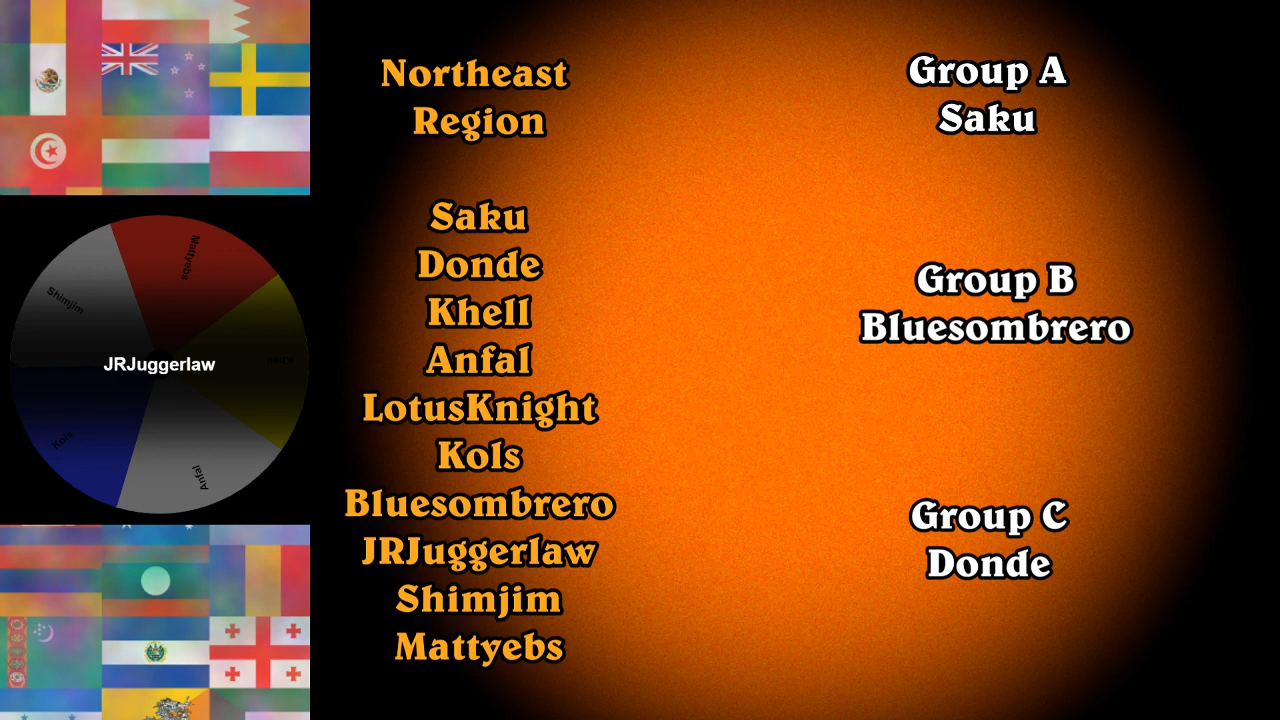 Northeast
Region
Saku
Donde
Khell
Anfal
LotusKnight
Kols
Bluesombrero
JRJuggerlaw
Shimjim
Mattyebs
Group A
Saku
Group B
Bluesombrero
Group C
Donde
Mattyebs
Shimjim
JRJuggerlaw
Kols
Anfal